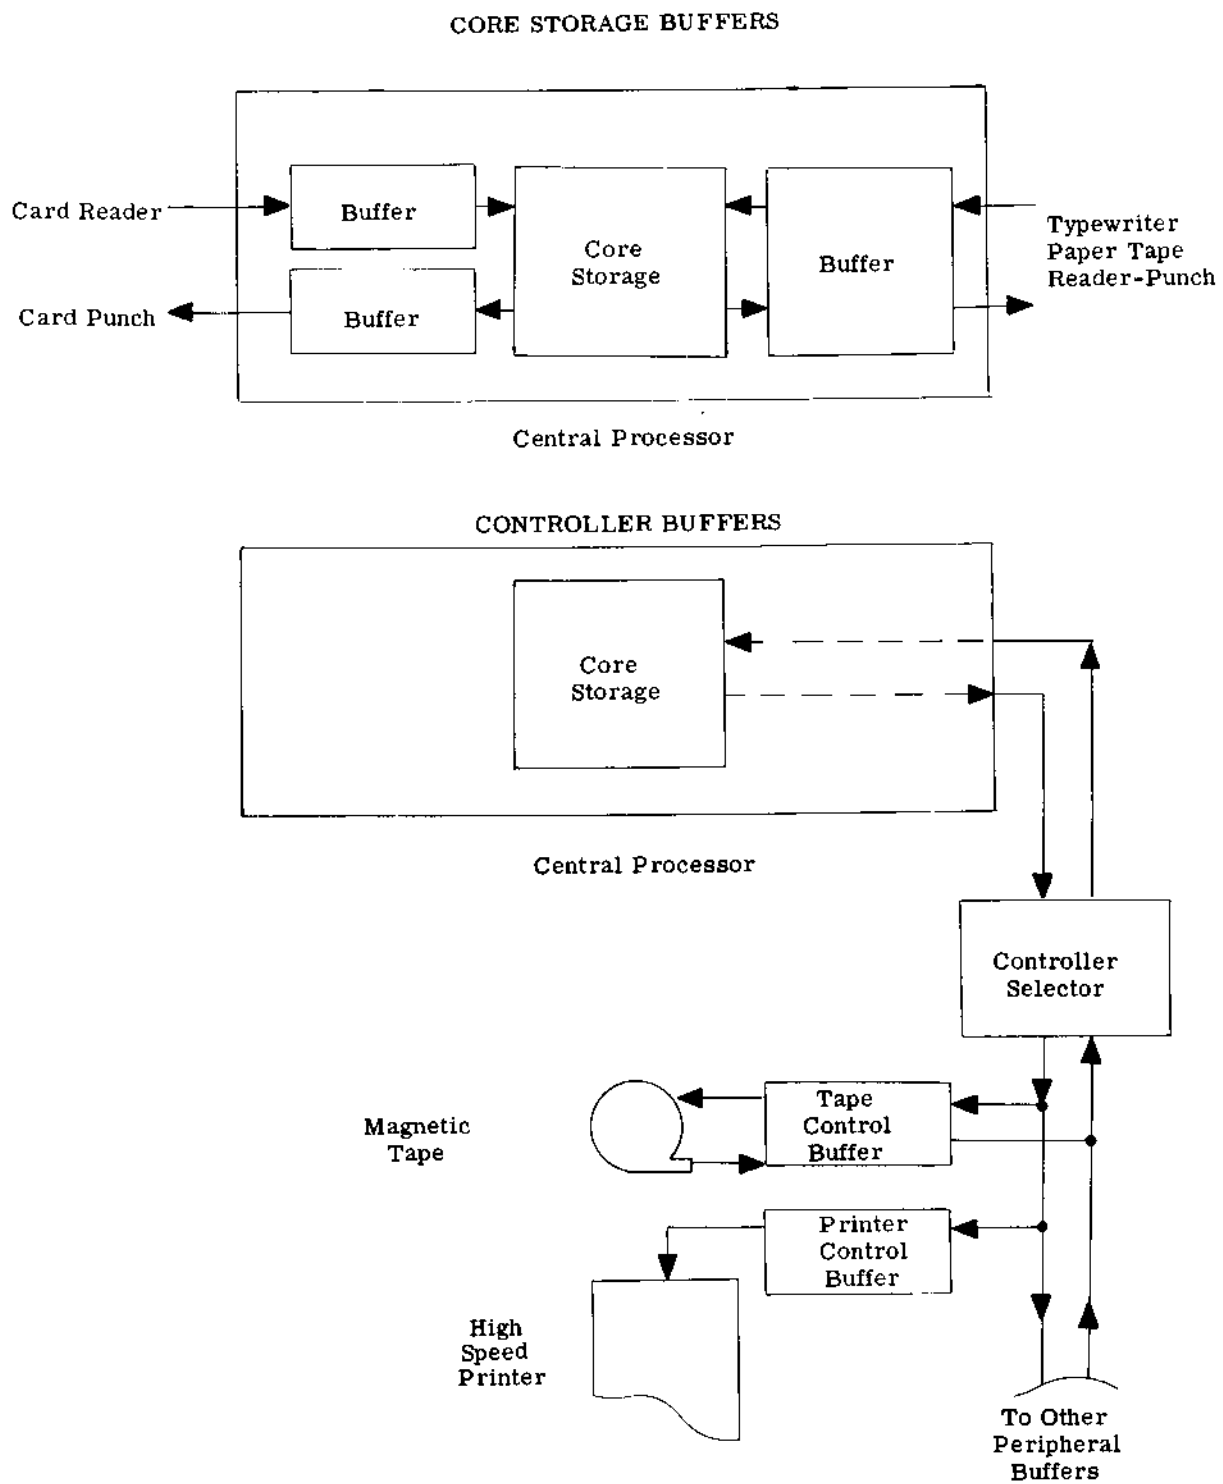 CORE STORAGE BUFFERS
Card Reader
Buffer
Core
Storage
Buffer
Typewriter
Paper Tape
Reader-Punch
Card Punch
Buffer
Central Processor
CONTROLLER BUFFERS
Core
Storage
Central Processor
Controller
Selector
Magnetic
Tape
Tape
Control
Buffer
Printer
Control
Buffer
High
Speed
Printer
To Other
Peripheral
Buffers